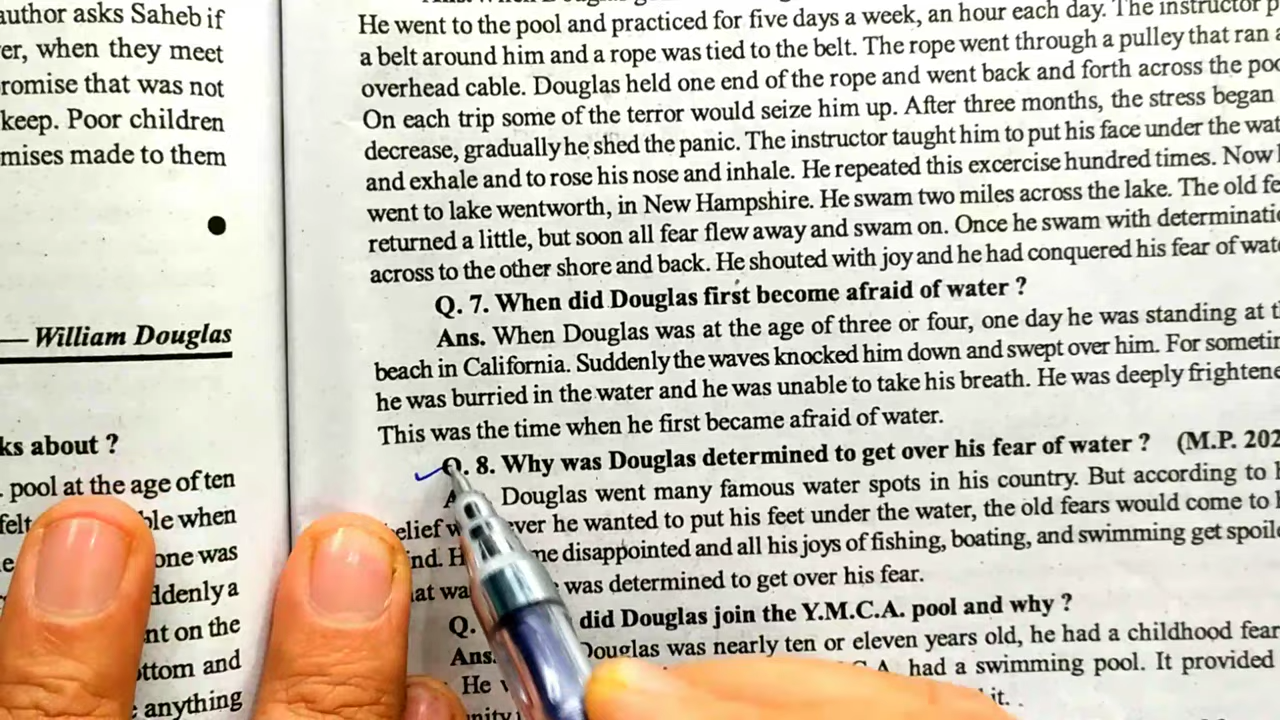 author asks Saheb if
er, when they meet
romise that was not
keep. Poor children
mises made to them
— William Douglas
ks about ?
. pool at the age of ten
felt ble when
one was
ddenly a
nt on the
ttom and
anything
He went to the pool and practiced for five days a week, an hour each day. The instructor p
a belt around him and a rope was tied to the belt. The rope went through a pulley that ran a
overhead cable. Douglas held one end of the rope and went back and forth across the poo
On each trip some of the terror would seize him up. After three months, the stress began
decrease, gradually he shed the panic. The instructor taught him to put his face under the wat
and exhale and to rose his nose and inhale. He repeated this excercise hundred times. Now
went to lake wentworth, in New Hampshire. He swam two miles across the lake. The old fe
returned a little, but soon all fear flew away and swam on. Once he swam with determinati
across to the other shore and back. He shouted with joy and he had conquered his fear of wat
Q. 7. When did Douglas first become afraid of water ?
Ans. When Douglas was at the age of three or four, one day he was standing at t
beach in California. Suddenly the waves knocked him down and swept over him. For sometim
he was burried in the water and he was unable to take his breath. He was deeply frightene
This was the time when he first became afraid of water.
Q. 8. Why was Douglas determined to get over his fear of water ? (M.P. 202
Douglas went many famous water spots in his country. But according to
elief w ever he wanted to put his feet under the water, the old fears would come to
ind. H me disappointed and all his joys of fishing, boating, and swimming get spoile
at wa was determined to get over his fear.
Q. did Douglas join the Y.M.C.A. pool and why ?
Ans. Douglas was nearly ten or eleven years old, he had a childhood fear
He had a swimming pool. It provided
it.